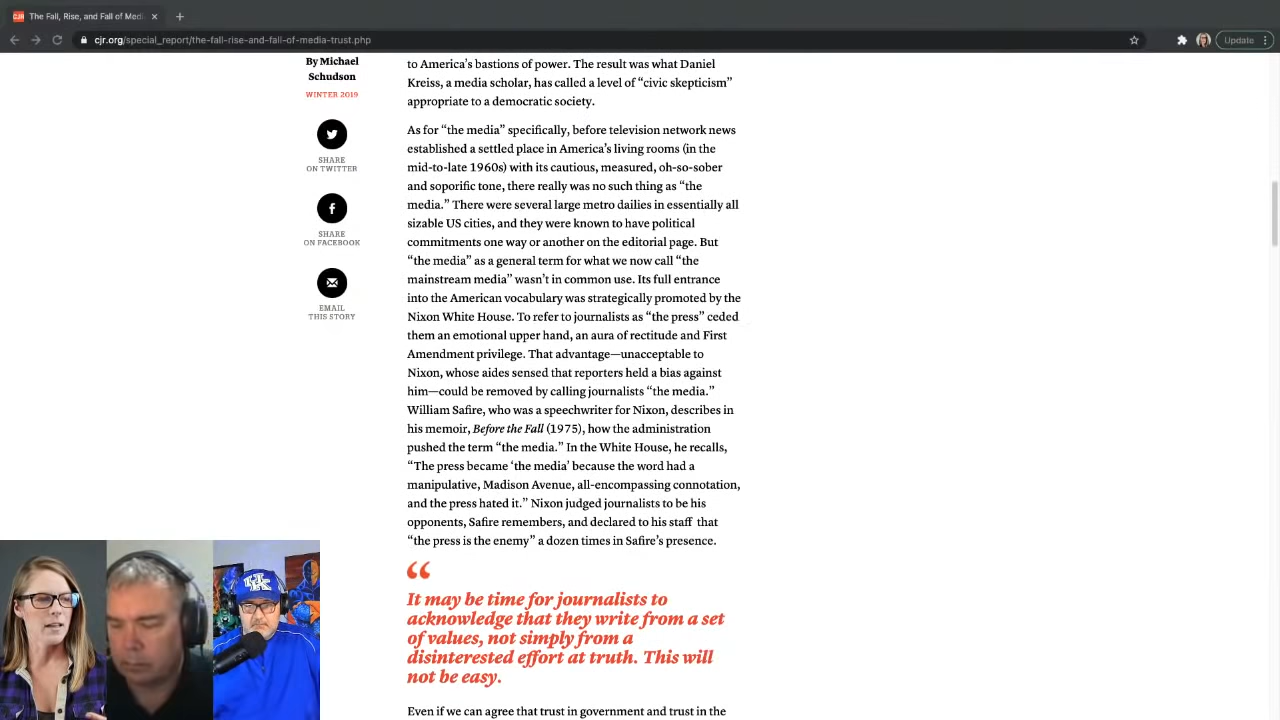 CJR The Fall, Rise, and Fall of Medi
cjr.org/special_report/the-fall-rise-and-fall-of-media-trust.php
Update
By Michael
Schudson
WINTER 2019
SHARE
ON TWITTER
SHARE
ON FACEBOOK
EMAIL
THIS STORY
to America’s bastions of power. The result was what Daniel
Kreiss, a media scholar, has called a level of “civic skepticism”
appropriate to a democratic society.
As for “the media” specifically, before television network news
established a settled place in America’s living rooms (in the
mid-to-late 1960s) with its cautious, measured, oh-so-sober
and soporific tone, there really was no such thing as “the
media.” There were several large metro dailies in essentially all
sizable US cities, and they were known to have political
commitments one way or another on the editorial page. But
“the media” as a general term for what we now call “the
mainstream media” wasn’t in common use. Its full entrance
into the American vocabulary was strategically promoted by the
Nixon White House. To refer to journalists as “the press” ceded
them an emotional upper hand, an aura of rectitude and First
Amendment privilege. That advantage—unacceptable to
Nixon, whose aides sensed that reporters held a bias against
him—could be removed by calling journalists “the media.”
William Safire, who was a speechwriter for Nixon, describes in
his memoir, Before the Fall (1975), how the administration
pushed the term “the media.” In the White House, he recalls,
“The press became ‘the media’ because the word had a
manipulative, Madison Avenue, all-encompassing connotation,
and the press hated it.” Nixon judged journalists to be his
opponents, Safire remembers, and declared to his staff that
“the press is the enemy” a dozen times in Safire’s presence.
“
It may be time for journalists to
acknowledge that they write from a set
of values, not simply from a
disinterested effort at truth. This will
not be easy.
Even if we can agree that trust in government and trust in the
UK